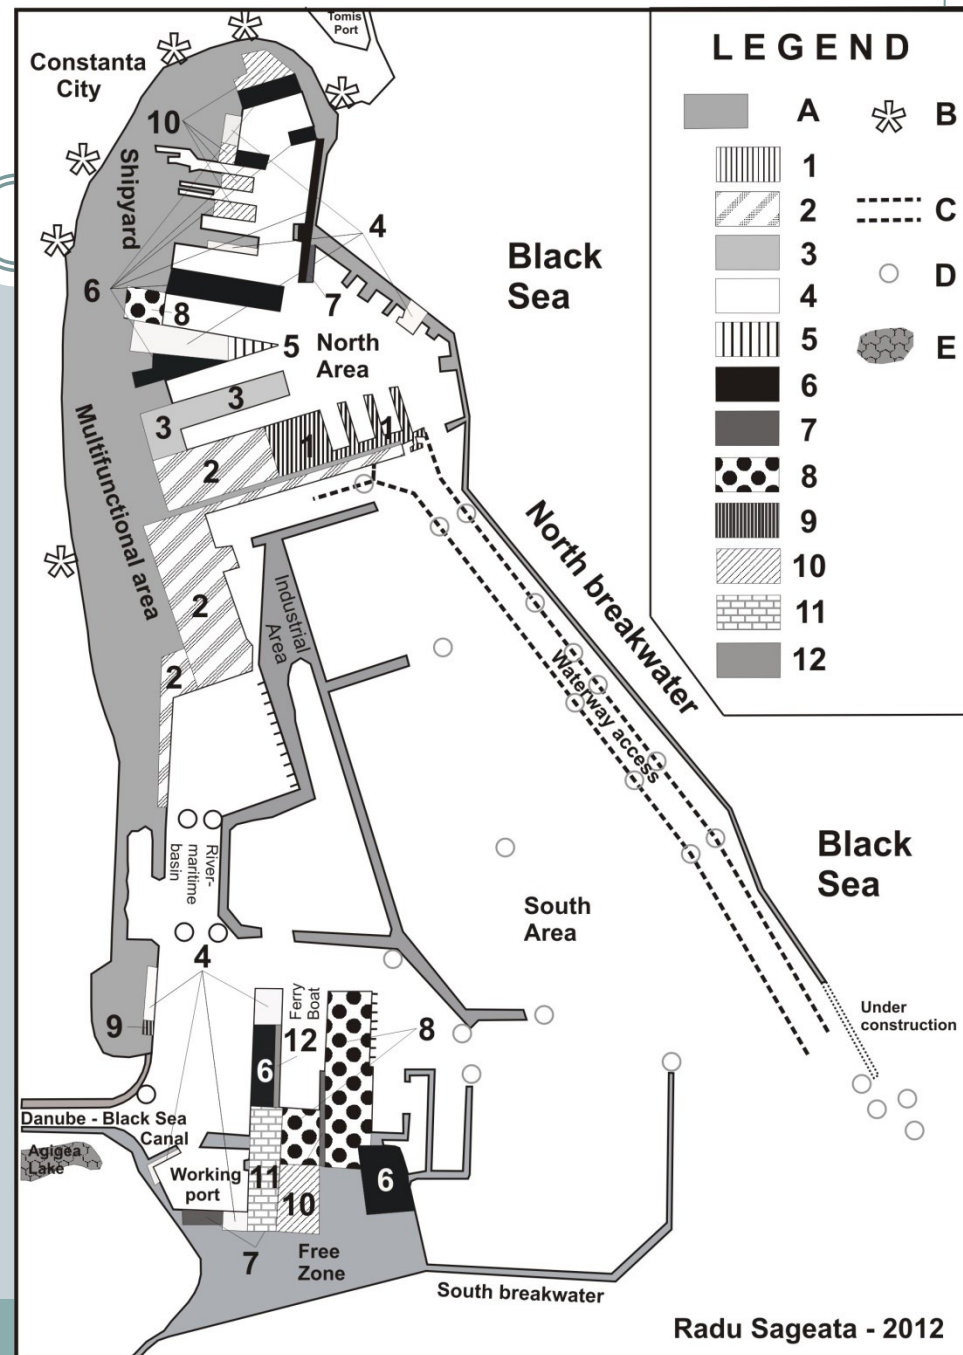 Constanta
City
Tomis
Port
LEGEND
A
B
1
2
C
3
4
D
5
E
6
7
8
9
10
11
12
10
Shipyard
4
6
8
7
5
Black
Sea
North
Area
3
3
1
1
2
Multifunctional area
2
2
Industrial
Area
North breakwater
Waterway access
River-
maritime
basin
South
Area
Black
Sea
4
9
Ferry
Boat
12
8
6
Under
construction
Danube - Black Sea
Canal
Agigea
Lake
Working
port
11
10
6
7
Free
Zone
South breakwater
Radu Sageata - 2012